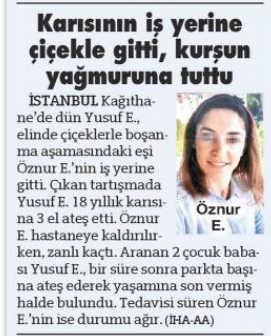 Karısının iş yerine
çiçekle gitti, kurşun
yağmuruna tuttu
İSTANBUL Kağıtha-
ne'de dün Yusuf E.,
elinde çiçeklerle boşan-
ma aşamasındaki eşi
Öznur E.'nin iş yerine
gitti. Çıkan tartışmada
Yusuf E. 18 yıllık karısı-
na 3 el ateş etti. Öznur
E. hastaneye kaldırılır-
ken, zanlı kaçtı. Aranan 2 çocuk baba-
sı Yusuf E., bir süre sonra parkta başı-
na ateş ederek yaşamına son vermiş
halde bulundu. Tedavisi süren Öznur
E.'nin ise durumu ağır. (İHA-AA)
Öznur
E.